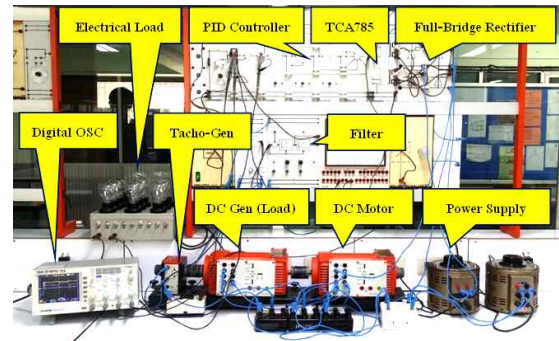 Electrical Load
PID Controller
TCA785
Full-Bridge Rectifier
Digital OSC
Tacho-Gen
Filter
DC Gen (Load)
DC Motor
Power Supply